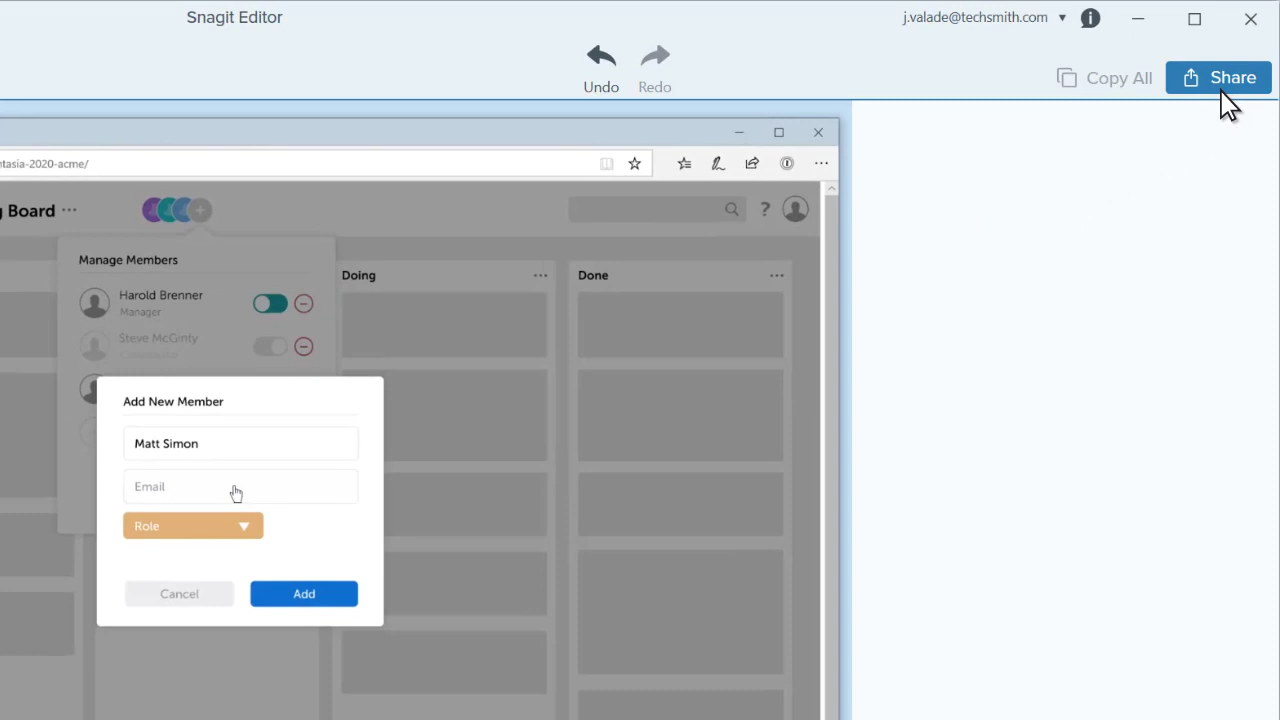 Snagit Editor
j.valade@techsmith.com
Undo Redo
Copy All Share
ntasia-2020-acme/
g Board
?
Manage Members
Harold Brenner
Manager
Steve McGinty
Doing
Done
Add New Member
Matt Simon
Email
Role
Cancel Add